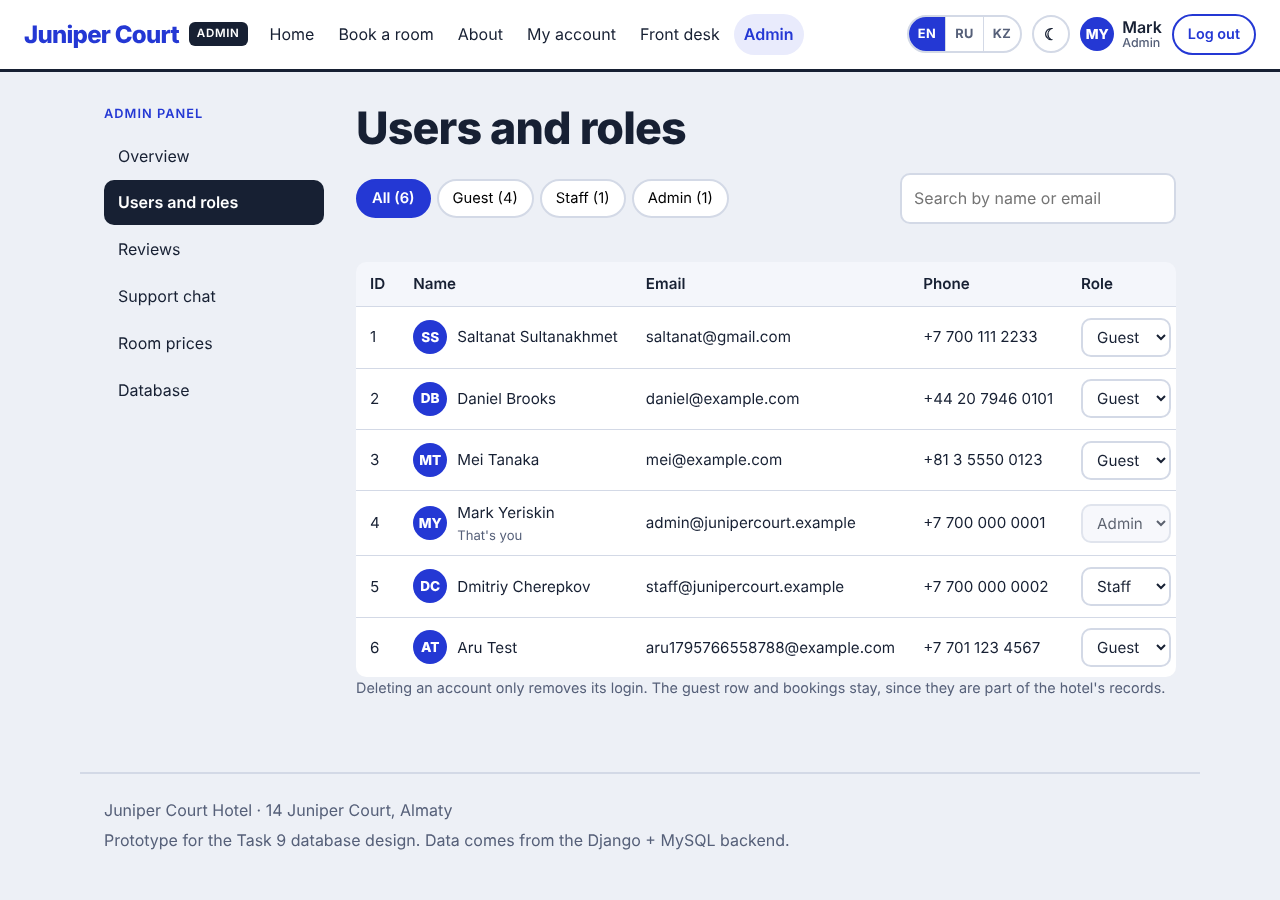 Juniper Court ADMIN Home Book a room About My account Front desk Admin EN RU KZ MY Mark Admin Log out
ADMIN PANEL
Overview
Users and roles
Reviews
Support chat
Room prices
Database
Users and roles
All (6) Guest (4) Staff (1) Admin (1) Search by name or email
ID Name Email Phone Role
1 SS Saltanat Sultanakhmet saltanat@gmail.com +7 700 111 2233 Guest
2 DB Daniel Brooks daniel@example.com +44 20 7946 0101 Guest
3 MT Mei Tanaka mei@example.com +81 3 5550 0123 Guest
4 MY Mark Yeriskin That's you admin@junipercourt.example +7 700 000 0001 Admin
5 DC Dmitriy Cherepkov staff@junipercourt.example +7 700 000 0002 Staff
6 AT Aru Test aru1795766558788@example.com +7 701 123 4567 Guest
Deleting an account only removes its login. The guest row and bookings stay, since they are part of the hotel's records.
Juniper Court Hotel · 14 Juniper Court, Almaty
Prototype for the Task 9 database design. Data comes from the Django + MySQL backend.